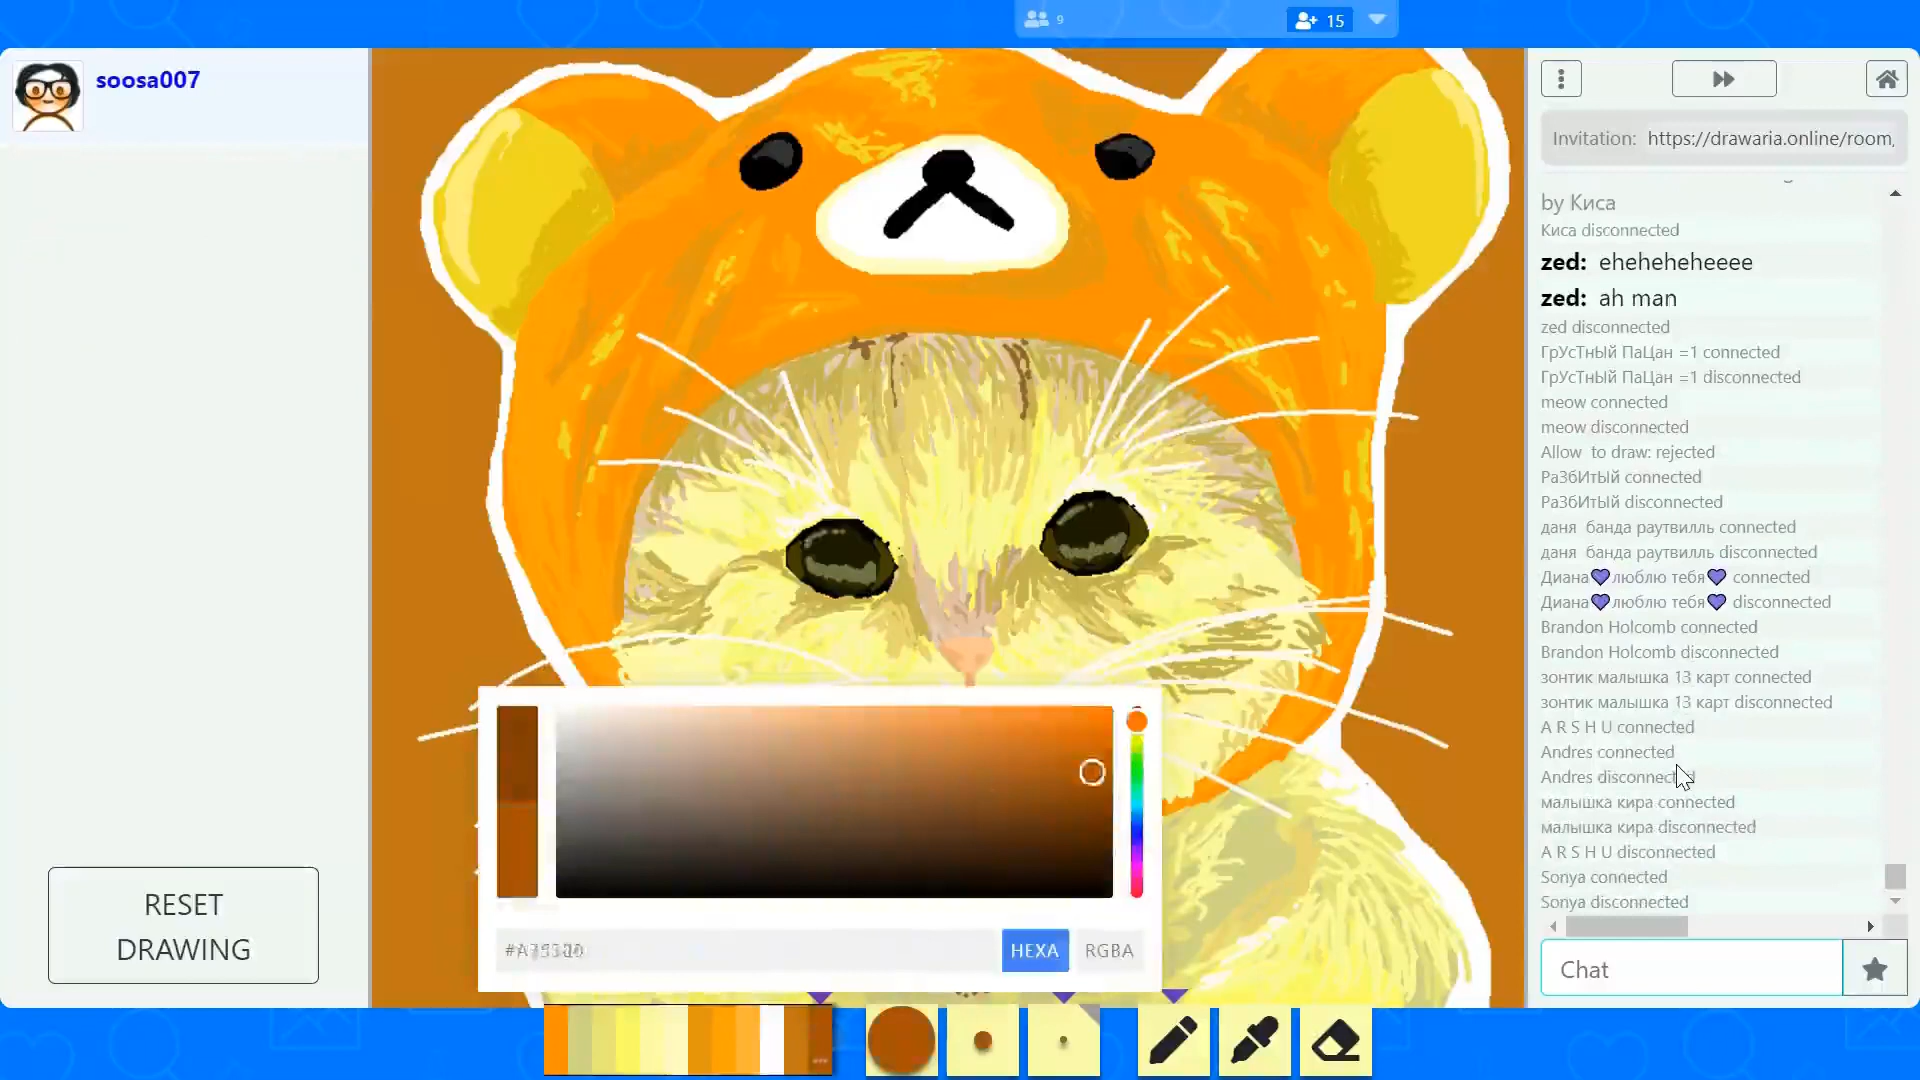 9
15
soosa007
Invitation: https://drawaria.online/room,
by Киса
Киса disconnected
zed: eheheheheeee
zed: ah man
zed disconnected
ГрУсТнЫй ПаЦан =1 connected
ГрУсТнЫй ПаЦан =1 disconnected
meow connected
meow disconnected
Allow to draw: rejected
РаЗбИтЫй connected
РаЗбИтЫй disconnected
даня банда раутвилль connected
даня банда раутвилль disconnected
Диана💜люблю тебя💜 connected
Диана💜люблю тебя💜 disconnected
Brandon Holcomb connected
Brandon Holcomb disconnected
зонтик малышка 13 карт connected
зонтик малышка 13 карт disconnected
A R S H U connected
Andres connected
Andres disconnected
малышка кира connected
малышка кира disconnected
A R S H U disconnected
Sonya connected
Sonya disconnected
Chat
RESET
DRAWING
HEXA RGBA